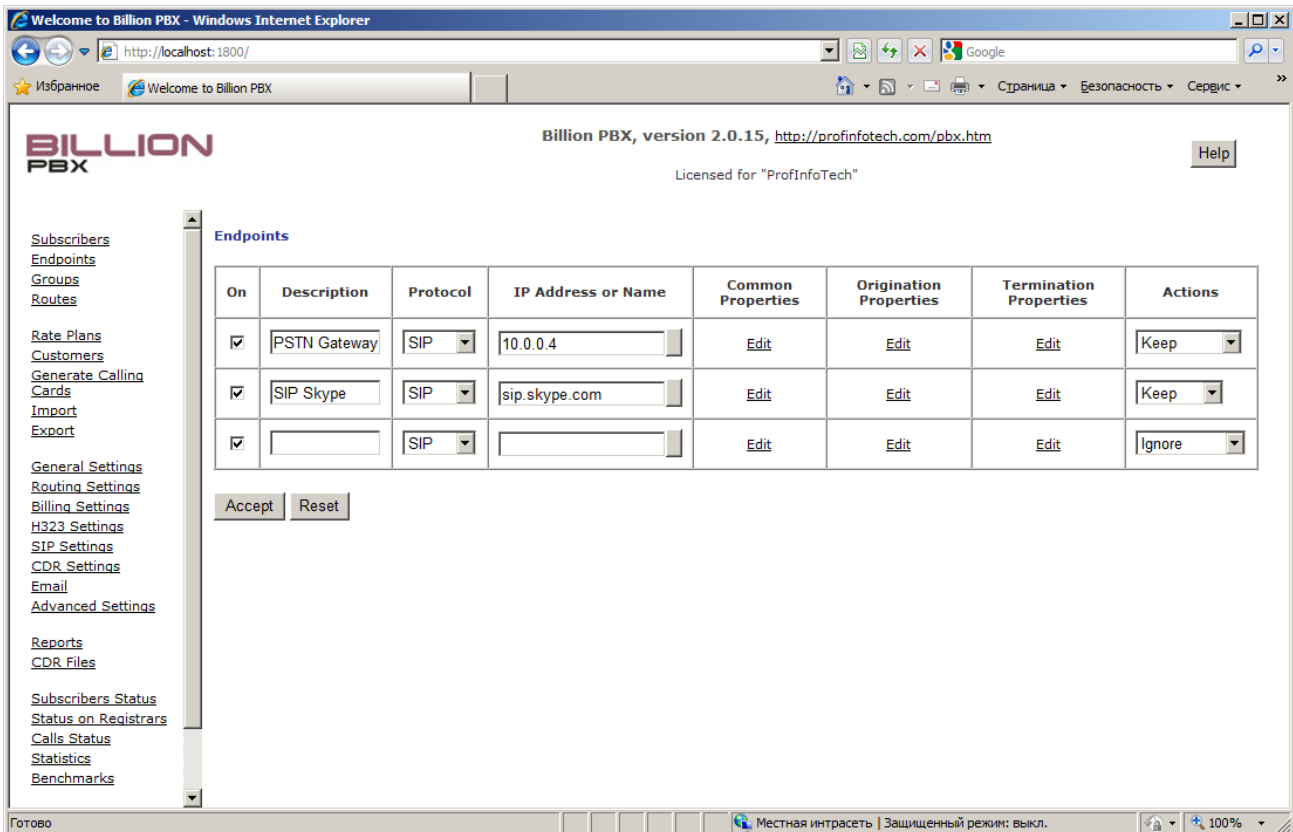 Welcome to Billion PBX - Windows Internet Explorer
http://localhost:1800/
Google
Избранное
Welcome to Billion PBX
Страница
Безопасность
Сервис
»
BILLION
PBX
Billion PBX, version 2.0.15, http://profinfotech.com/pbx.htm
Licensed for "ProfInfoTech"
Help
Subscribers
Endpoints
Groups
Routes
Rate Plans
Customers
Generate Calling
Cards
Import
Export
General Settings
Routing Settings
Billing Settings
H323 Settings
SIP Settings
CDR Settings
Email
Advanced Settings
Reports
CDR Files
Subscribers Status
Status on Registrars
Calls Status
Statistics
Benchmarks
Endpoints
On Description Protocol IP Address or Name Common Properties Origination Properties Termination Properties Actions
PSTN Gateway SIP 10.0.0.4 Edit Edit Edit Keep
SIP Skype SIP sip.skype.com Edit Edit Edit Keep
SIP Edit Edit Edit Ignore
Accept Reset
Готово
Местная интрасеть | Защищенный режим: выкл.
100%